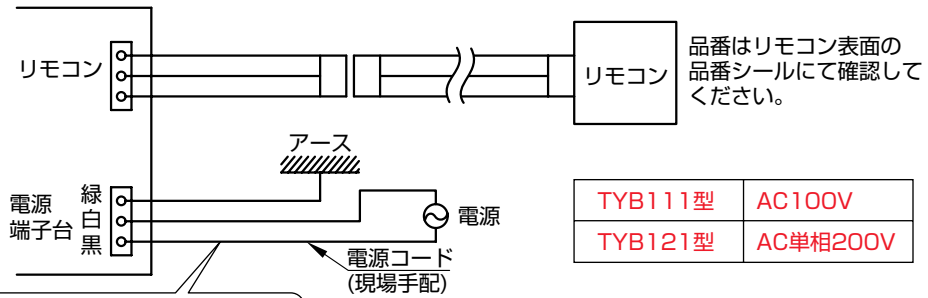 リモコン
リモコン
品番はリモコン表面の
品番シールにて確認して
ください。
アース
電源
端子台
緑
白
黒
電源
電源コード
(現場手配)
TYB111型 AC100V
TYB121型 AC単相200V